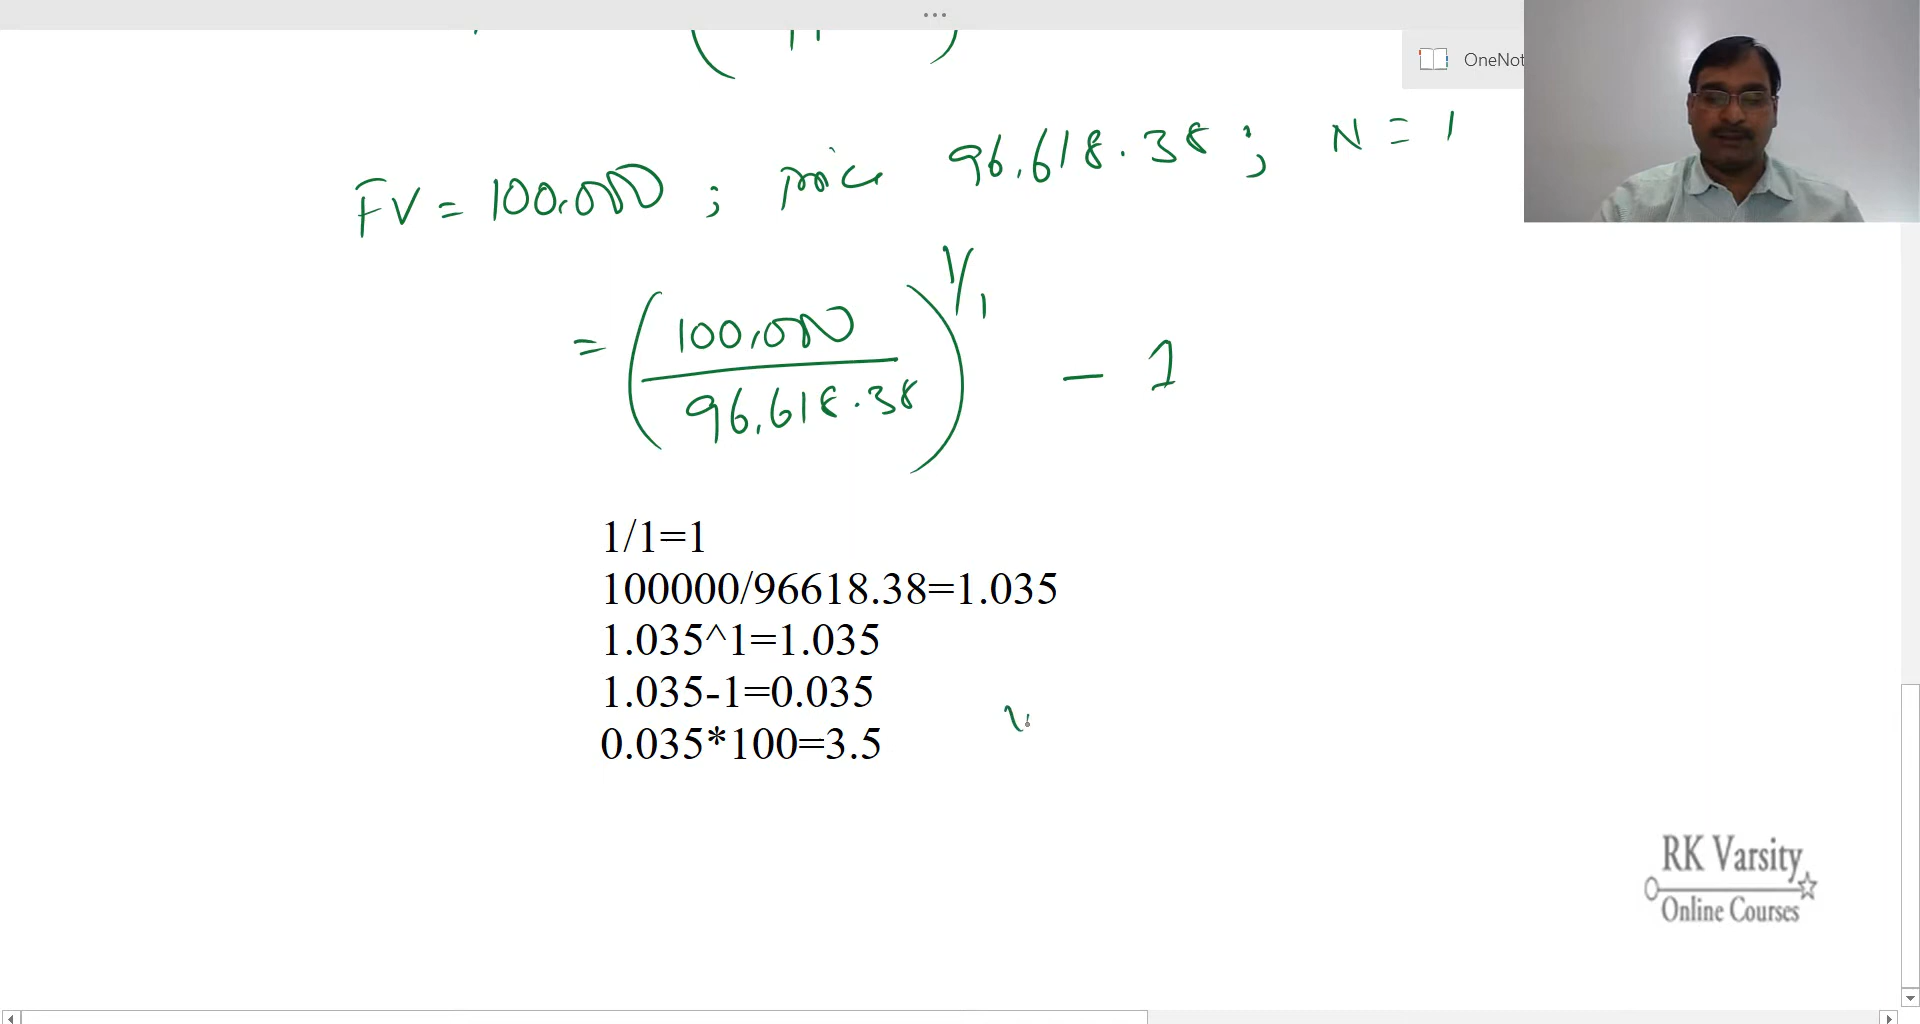 OneNot
FV = 100,000 ; price 96,618.38 ; N = 1
= (100,000 / 96,618.38)^1/1 - 1
1/1=1
100000/96618.38=1.035
1.035^1=1.035
1.035-1=0.035
0.035*100=3.5
RK Varsity
Online Courses